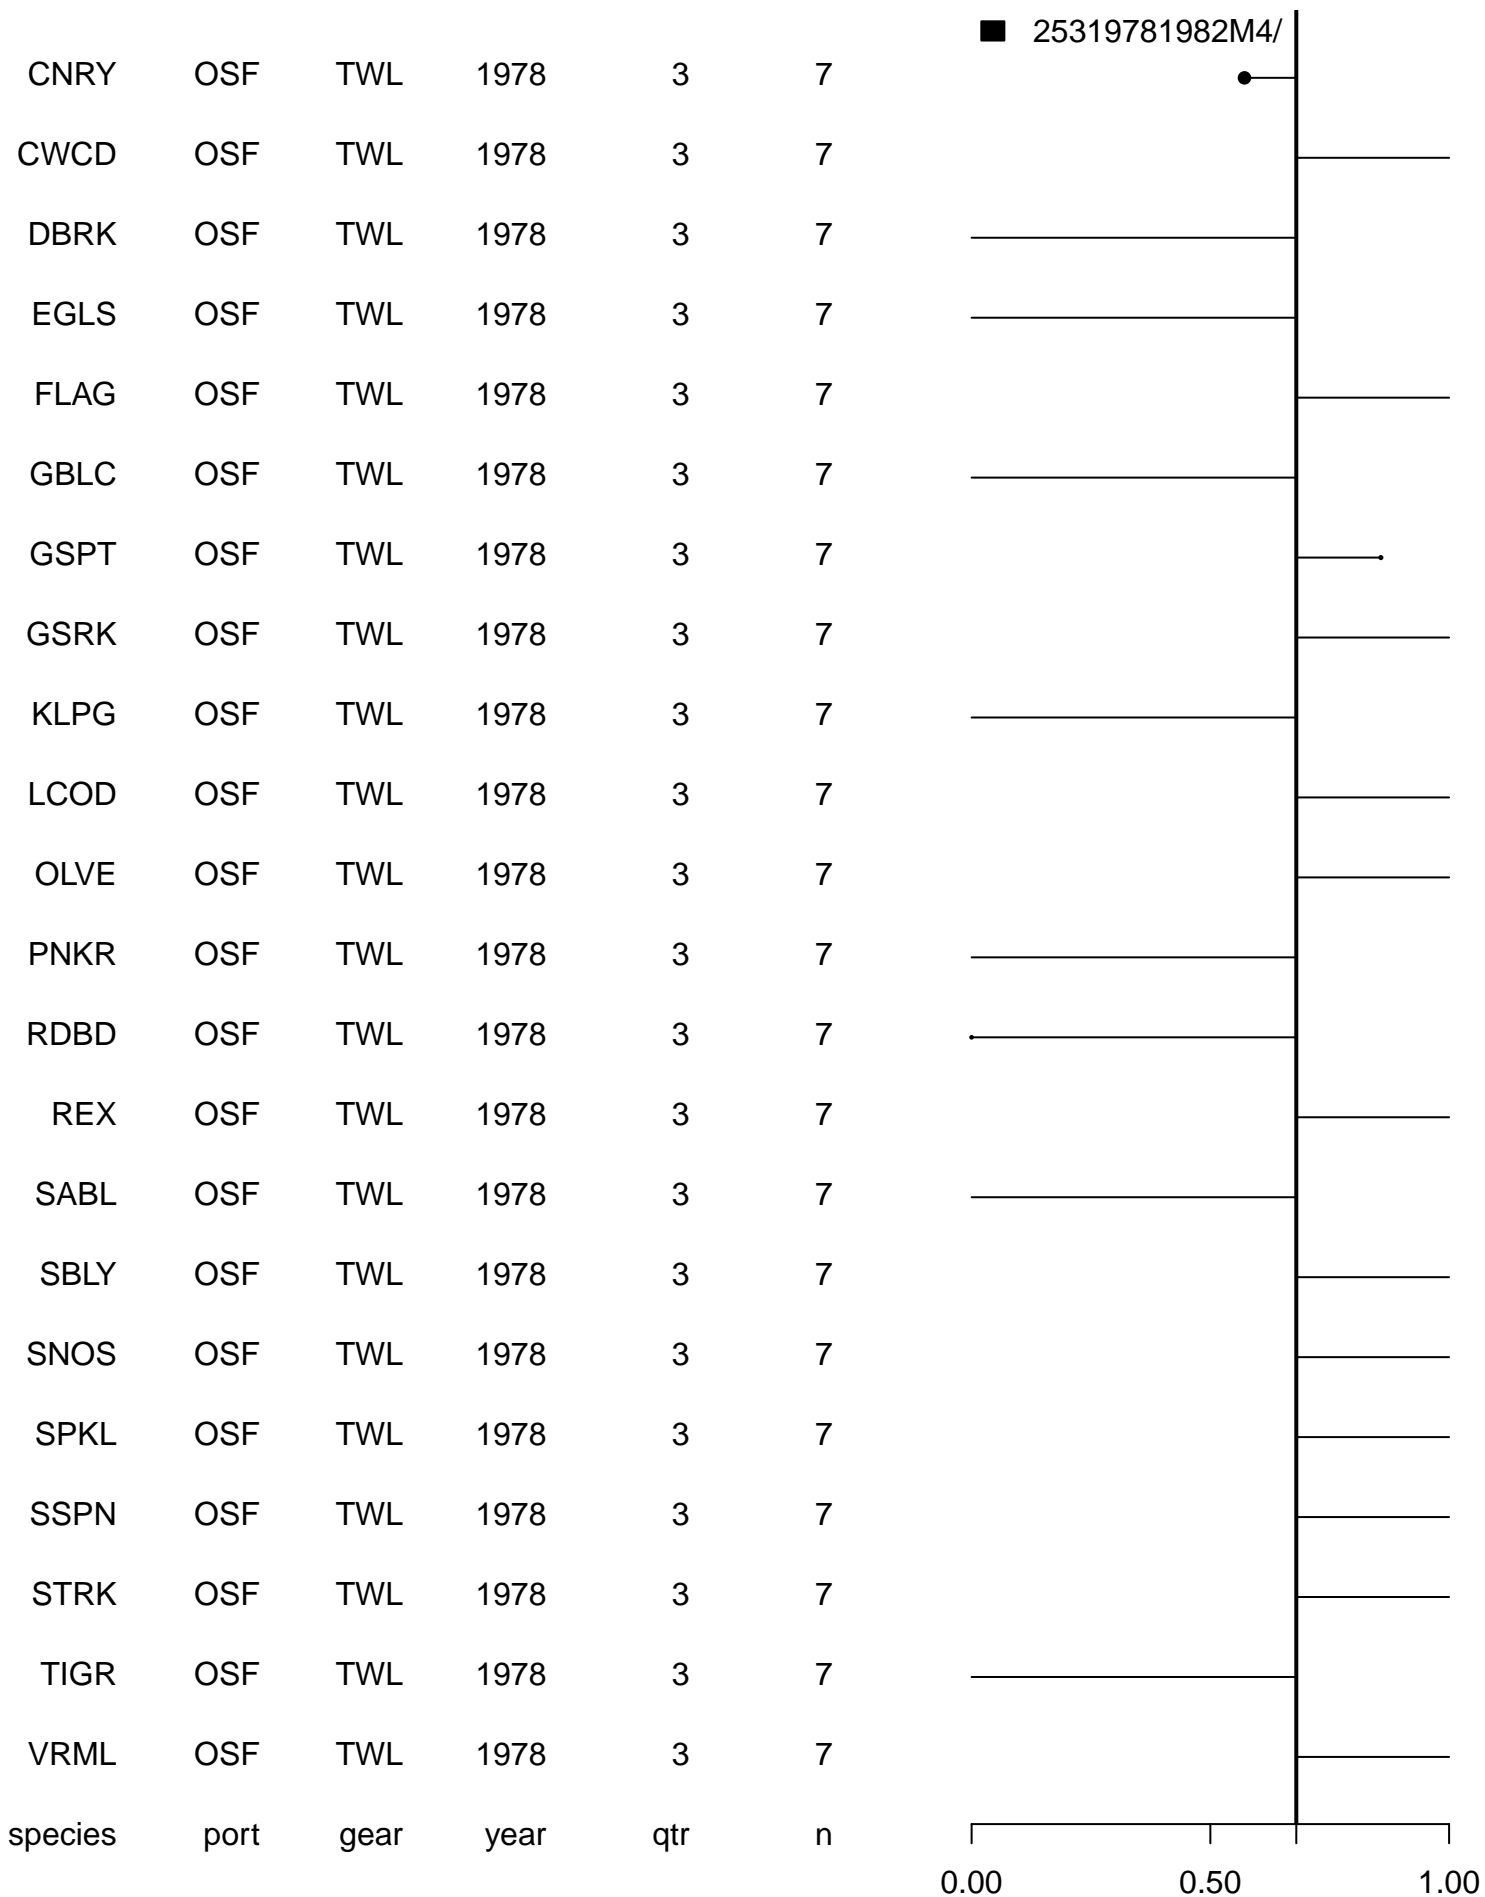 25319781982M4/
CNRY OSF TWL 1978 3 7
CWCD OSF TWL 1978 3 7
DBRK OSF TWL 1978 3 7
EGLS OSF TWL 1978 3 7
FLAG OSF TWL 1978 3 7
GBLC OSF TWL 1978 3 7
GSPT OSF TWL 1978 3 7
GSRK OSF TWL 1978 3 7
KLPG OSF TWL 1978 3 7
LCOD OSF TWL 1978 3 7
OLVE OSF TWL 1978 3 7
PNKR OSF TWL 1978 3 7
RDBD OSF TWL 1978 3 7
REX OSF TWL 1978 3 7
SABL OSF TWL 1978 3 7
SBLY OSF TWL 1978 3 7
SNOS OSF TWL 1978 3 7
SPKL OSF TWL 1978 3 7
SSPN OSF TWL 1978 3 7
STRK OSF TWL 1978 3 7
TIGR OSF TWL 1978 3 7
VRML OSF TWL 1978 3 7
species port gear year qtr n
0.00 0.50 1.00